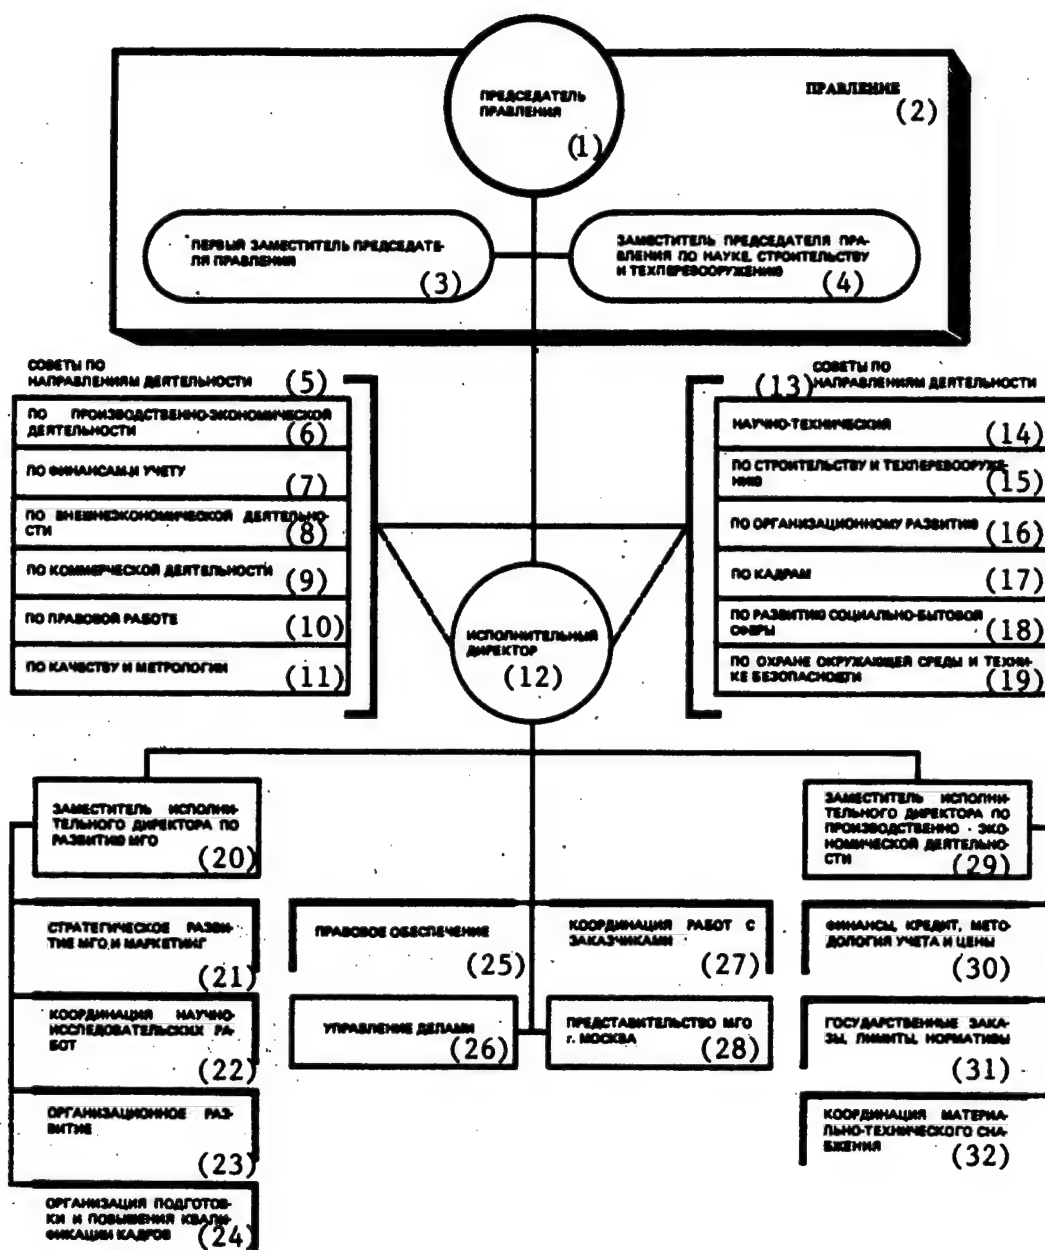 ПРЕДСЕДАТЕЛЬ
ПРАВЛЕНИЯ
(1)
ПРАВЛЕНИЕ
(2)
ПЕРВЫЙ ЗАМЕСТИТЕЛЬ ПРЕДСЕДАТЕ-
ЛЯ ПРАВЛЕНИЯ
(3)
ЗАМЕСТИТЕЛЬ ПРЕДСЕДАТЕЛЯ ПРА-
ВЛЕНИЯ ПО НАУКЕ, СТРОИТЕЛЬСТВУ
И ТЕХПЕРЕВООРУЖЕНИЮ
(4)
СОВЕТЫ ПО
НАПРАВЛЕНИЯМ ДЕЯТЕЛЬНОСТИ (5)
ПО ПРОИЗВОДСТВЕННО-ЭКОНОМИЧЕСКОЙ
ДЕЯТЕЛЬНОСТИ (6)
ПО ФИНАНСАМ И УЧЕТУ
(7)
ПО ВНЕШНЕЭКОНОМИЧЕСКОЙ ДЕЯТЕЛЬНО-
СТИ (8)
ПО КОММЕРЧЕСКОЙ ДЕЯТЕЛЬНОСТИ
(9)
ПО ПРАВОВОЙ РАБОТЕ
(10)
ПО КАЧЕСТВУ И МЕТРОЛОГИИ
(11)
ИСПОЛНИТЕЛЬНЫЙ
ДИРЕКТОР
(12)
СОВЕТЫ ПО
(13) НАПРАВЛЕНИЯМ ДЕЯТЕЛЬНОСТИ
НАУЧНО-ТЕХНИЧЕСКИЙ
(14)
ПО СТРОИТЕЛЬСТВУ И ТЕХПЕРЕВООРУЖЕ-
НИЮ (15)
ПО ОРГАНИЗАЦИОННОМУ РАЗВИТИЮ
(16)
ПО КАДРАМ
(17)
ПО РАЗВИТИЮ СОЦИАЛЬНО-БЫТОВОЙ
СФЕРЫ (18)
ПО ОХРАНЕ ОКРУЖАЮЩЕЙ СРЕДЫ И ТЕХНИ-
КЕ БЕЗОПАСНОСТИ (19)
ЗАМЕСТИТЕЛЬ ИСПОЛНИ-
ТЕЛЬНОГО ДИРЕКТОРА ПО
РАЗВИТИЮ МГО
(20)
СТРАТЕГИЧЕСКОЕ РАЗВИ-
ТИЕ МГО И МАРКЕТИНГ
(21)
КООРДИНАЦИЯ НАУЧНО-
ИССЛЕДОВАТЕЛЬСКИХ РА-
БОТ
(22)
ОРГАНИЗАЦИОННОЕ РАЗ-
ВИТИЕ
(23)
ОРГАНИЗАЦИЯ ПОДГОТОВ-
КИ И ПОВЫШЕНИЯ КВАЛИ-
ФИКАЦИИ КАДРОВ (24)
ПРАВОВОЕ ОБЕСПЕЧЕНИЕ
(25)
УПРАВЛЕНИЕ ДЕЛАМИ
(26)
КООРДИНАЦИЯ РАБОТ С
ЗАКАЗЧИКАМИ
(27)
ПРЕДСТАВИТЕЛЬСТВО МГО
г. МОСКВА (28)
ЗАМЕСТИТЕЛЬ ИСПОЛНИ-
ТЕЛЬНОГО ДИРЕКТОРА ПО
ПРОИЗВОДСТВЕННО - ЭКО-
НОМИЧЕСКОЙ ДЕЯТЕЛЬНО-
СТИ (29)
ФИНАНСЫ, КРЕДИТ, МЕТО-
ДОЛОГИЯ УЧЕТА И ЦЕНЫ
(30)
ГОСУДАРСТВЕННЫЕ ЗАКА-
ЗЫ, ЛИМИТЫ, НОРМАТИВЫ
(31)
КООРДИНАЦИЯ МАТЕРИА-
ЛЬНО-ТЕХНИЧЕСКОГО СНА-
БЖЕНИЯ (32)